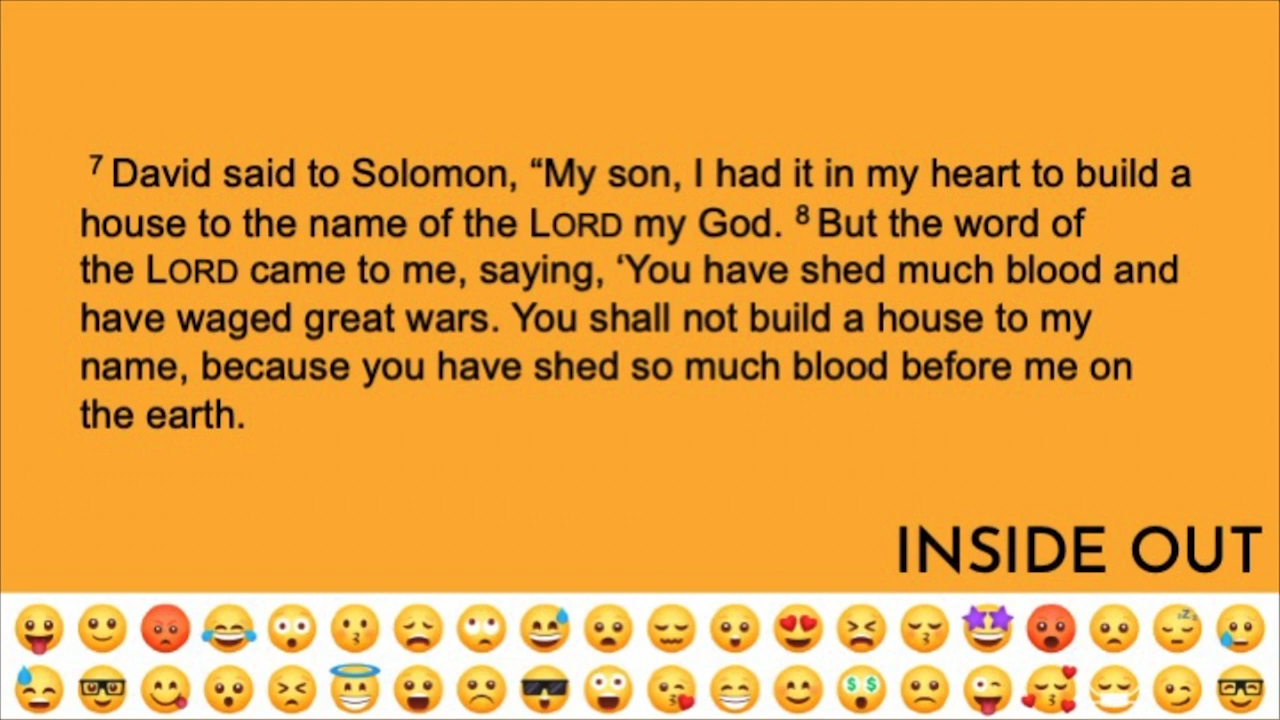 ⁷ David said to Solomon, “My son, I had it in my heart to build a
house to the name of the LORD my God. ⁸ But the word of
the LORD came to me, saying, ‘You have shed much blood and
have waged great wars. You shall not build a house to my
name, because you have shed so much blood before me on
the earth.
INSIDE OUT